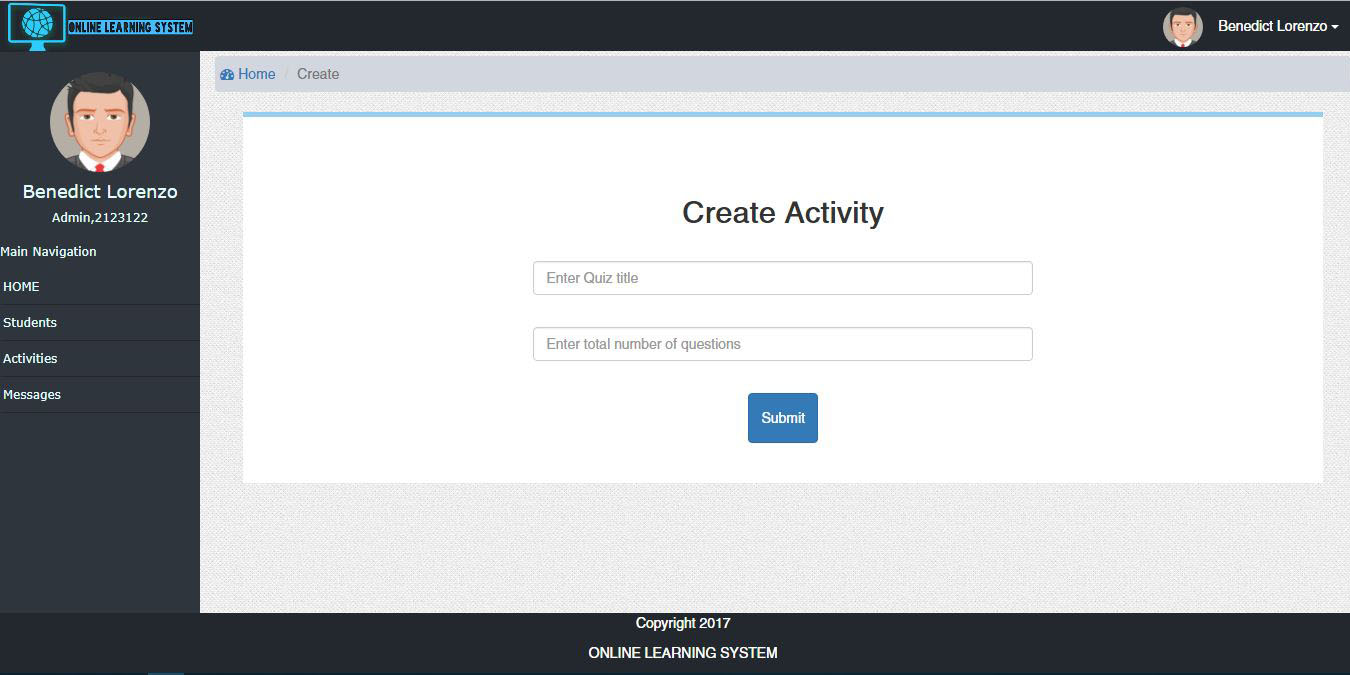 ONLINE LEARNING SYSTEM
Benedict Lorenzo
Benedict Lorenzo
Admin,2123122
Main Navigation
HOME
Students
Activities
Messages
Home / Create
Create Activity
Enter Quiz title
Enter total number of questions
Submit
Copyright 2017
ONLINE LEARNING SYSTEM